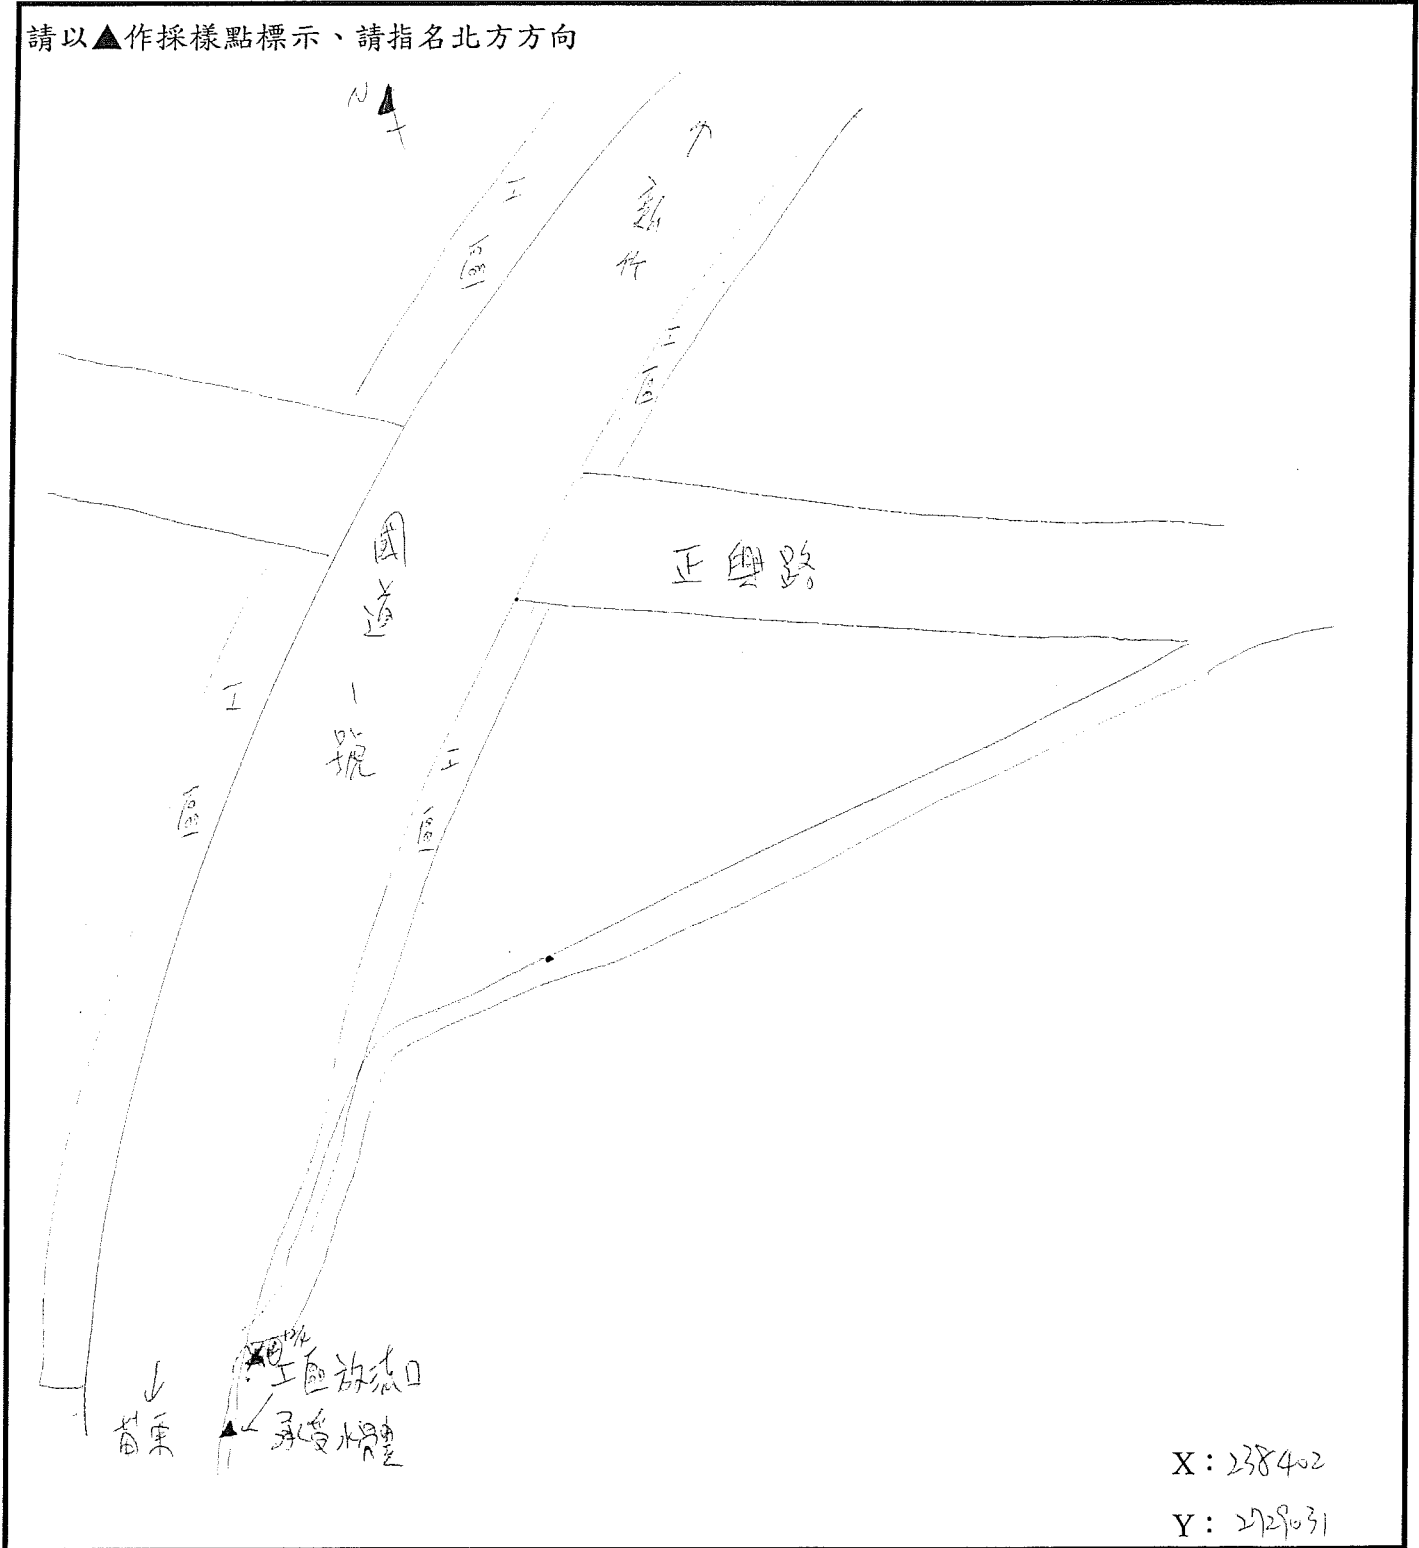 請以▲作採樣點標示、請指名北方方向
N
新竹
工區
工區
國道一號
正興路
工區
工區
工區放流口
承受水體
苗栗
X：238402
Y：2729031